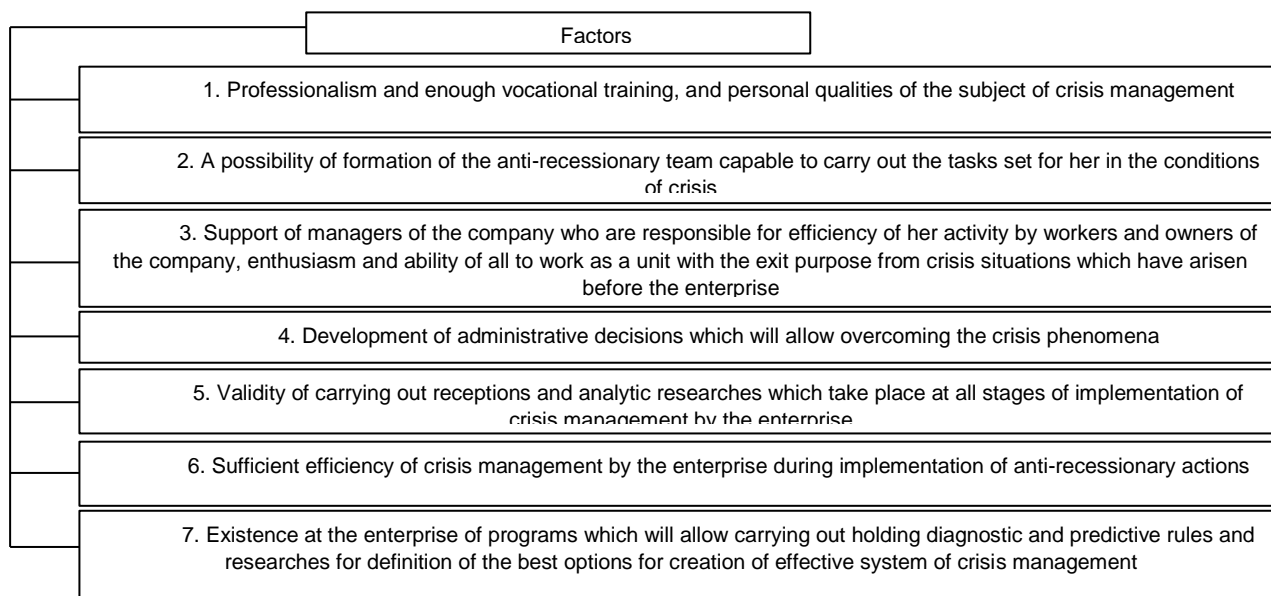 Factors
1. Professionalism and enough vocational training, and personal qualities of the subject of crisis management
2. A possibility of formation of the anti-recessionary team capable to carry out the tasks set for her in the conditions
of crisis
3. Support of managers of the company who are responsible for efficiency of her activity by workers and owners of
the company, enthusiasm and ability of all to work as a unit with the exit purpose from crisis situations which have arisen
before the enterprise
4. Development of administrative decisions which will allow overcoming the crisis phenomena
5. Validity of carrying out receptions and analytic researches which take place at all stages of implementation of
crisis management by the enterprise
6. Sufficient efficiency of crisis management by the enterprise during implementation of anti-recessionary actions
7. Existence at the enterprise of programs which will allow carrying out holding diagnostic and predictive rules and
researches for definition of the best options for creation of effective system of crisis management